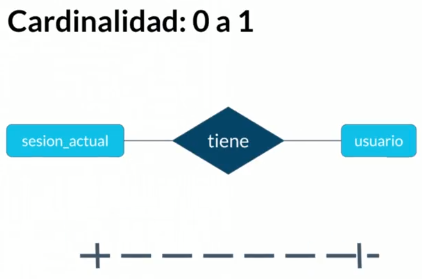 Cardinalidad: 0 a 1
sesion_actual
tiene
usuario